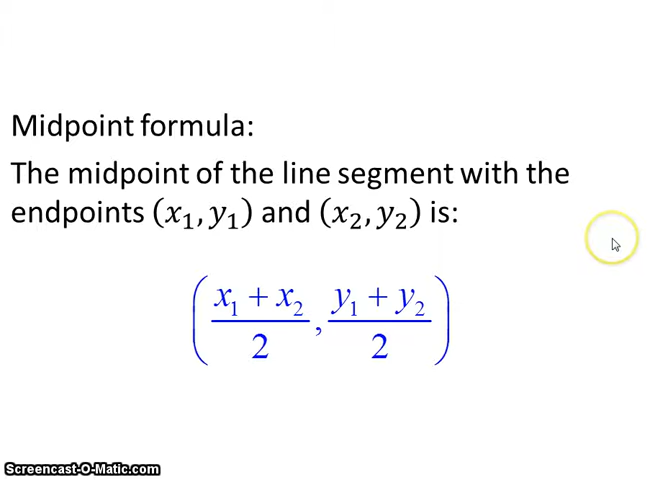 Midpoint formula:
The midpoint of the line segment with the
endpoints (x₁, y₁) and (x₂, y₂) is:
( (x₁ + x₂)/2 , (y₁ + y₂)/2 )
Screencast-O-Matic.com